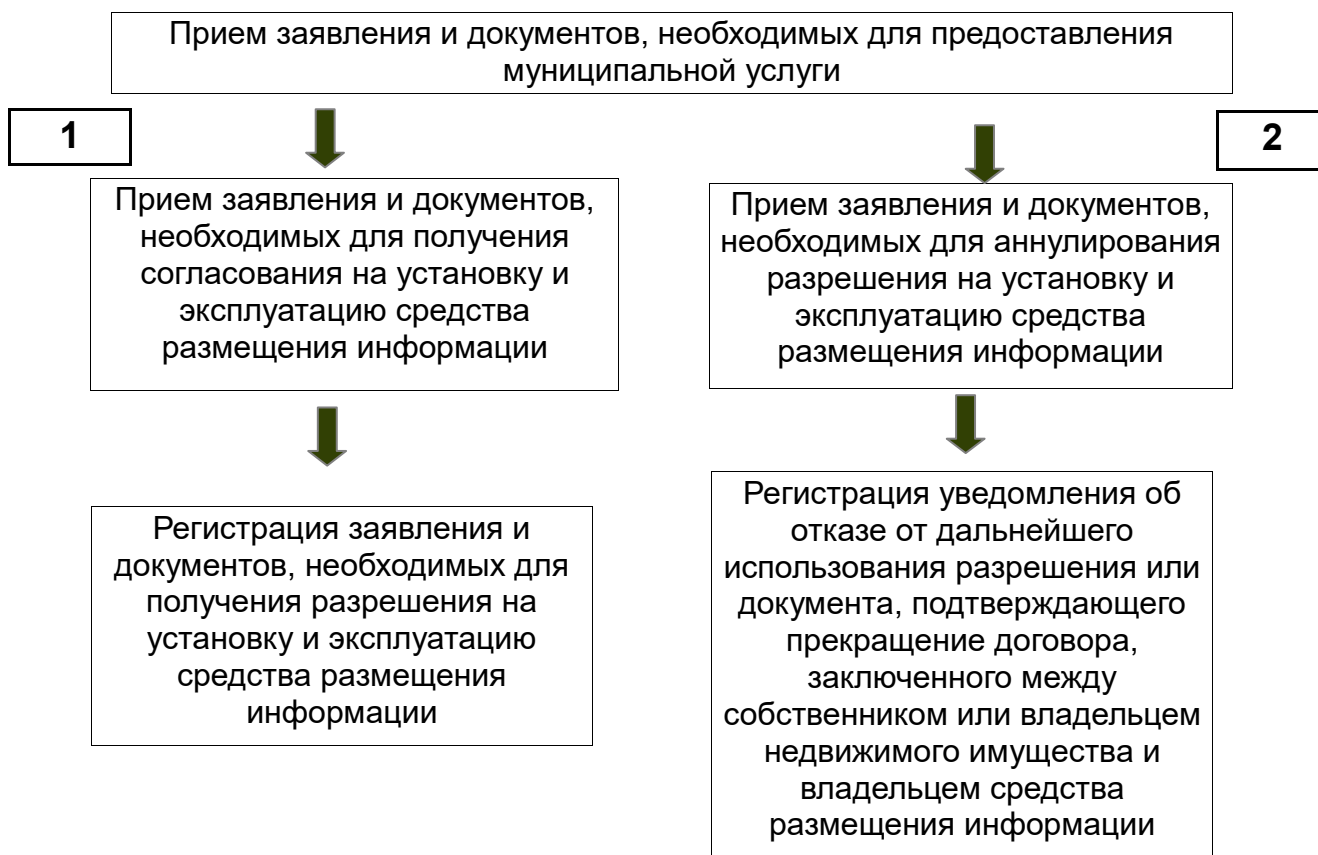 Прием заявления и документов, необходимых для предоставления
муниципальной услуги
1
2
Прием заявления и документов,
необходимых для получения
согласования на установку и
эксплуатацию средства
размещения информации
Прием заявления и документов,
необходимых для аннулирования
разрешения на установку и
эксплуатацию средства
размещения информации
Регистрация заявления и
документов, необходимых для
получения разрешения на
установку и эксплуатацию
средства размещения
информации
Регистрация уведомления об
отказе от дальнейшего
использования разрешения или
документа, подтверждающего
прекращение договора,
заключенного между
собственником или владельцем
недвижимого имущества и
владельцем средства
размещения информации